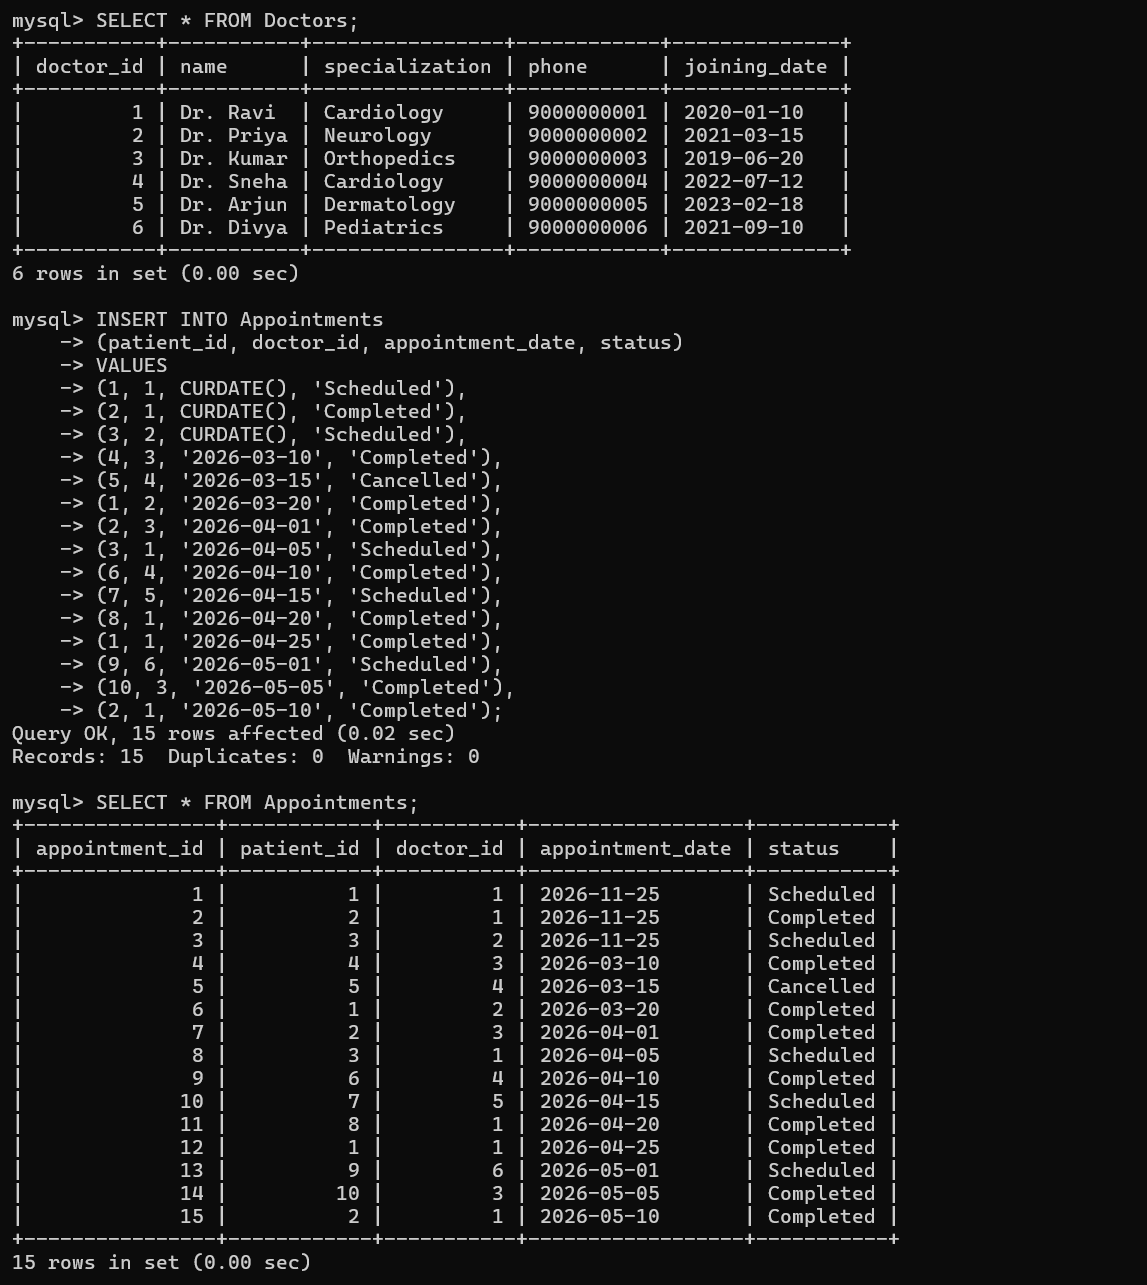 mysql> SELECT * FROM Doctors;
+-----------+-----------+----------------+------------+--------------+
| doctor_id | name      | specialization | phone      | joining_date |
+-----------+-----------+----------------+------------+--------------+
|         1 | Dr. Ravi  | Cardiology     | 9000000001 | 2020-01-10   |
|         2 | Dr. Priya | Neurology      | 9000000002 | 2021-03-15   |
|         3 | Dr. Kumar | Orthopedics    | 9000000003 | 2019-06-20   |
|         4 | Dr. Sneha | Cardiology     | 9000000004 | 2022-07-12   |
|         5 | Dr. Arjun | Dermatology    | 9000000005 | 2023-02-18   |
|         6 | Dr. Divya | Pediatrics     | 9000000006 | 2021-09-10   |
+-----------+-----------+----------------+------------+--------------+
6 rows in set (0.00 sec)

mysql> INSERT INTO Appointments
    -> (patient_id, doctor_id, appointment_date, status)
    -> VALUES
    -> (1, 1, CURDATE(), 'Scheduled'),
    -> (2, 1, CURDATE(), 'Completed'),
    -> (3, 2, CURDATE(), 'Scheduled'),
    -> (4, 3, '2026-03-10', 'Completed'),
    -> (5, 4, '2026-03-15', 'Cancelled'),
    -> (1, 2, '2026-03-20', 'Completed'),
    -> (2, 3, '2026-04-01', 'Completed'),
    -> (3, 1, '2026-04-05', 'Scheduled'),
    -> (6, 4, '2026-04-10', 'Completed'),
    -> (7, 5, '2026-04-15', 'Scheduled'),
    -> (8, 1, '2026-04-20', 'Completed'),
    -> (1, 1, '2026-04-25', 'Completed'),
    -> (9, 6, '2026-05-01', 'Scheduled'),
    -> (10, 3, '2026-05-05', 'Completed'),
    -> (2, 1, '2026-05-10', 'Completed');
Query OK, 15 rows affected (0.02 sec)
Records: 15  Duplicates: 0  Warnings: 0

mysql> SELECT * FROM Appointments;
+----------------+------------+-----------+------------------+-----------+
| appointment_id | patient_id | doctor_id | appointment_date | status    |
+----------------+------------+-----------+------------------+-----------+
|              1 |          1 |         1 | 2026-11-25       | Scheduled |
|              2 |          2 |         1 | 2026-11-25       | Completed |
|              3 |          3 |         2 | 2026-11-25       | Scheduled |
|              4 |          4 |         3 | 2026-03-10       | Completed |
|              5 |          5 |         4 | 2026-03-15       | Cancelled |
|              6 |          1 |         2 | 2026-03-20       | Completed |
|              7 |          2 |         3 | 2026-04-01       | Completed |
|              8 |          3 |         1 | 2026-04-05       | Scheduled |
|              9 |          6 |         4 | 2026-04-10       | Completed |
|             10 |          7 |         5 | 2026-04-15       | Scheduled |
|             11 |          8 |         1 | 2026-04-20       | Completed |
|             12 |          1 |         1 | 2026-04-25       | Completed |
|             13 |          9 |         6 | 2026-05-01       | Scheduled |
|             14 |         10 |         3 | 2026-05-05       | Completed |
|             15 |          2 |         1 | 2026-05-10       | Completed |
+----------------+------------+-----------+------------------+-----------+
15 rows in set (0.00 sec)